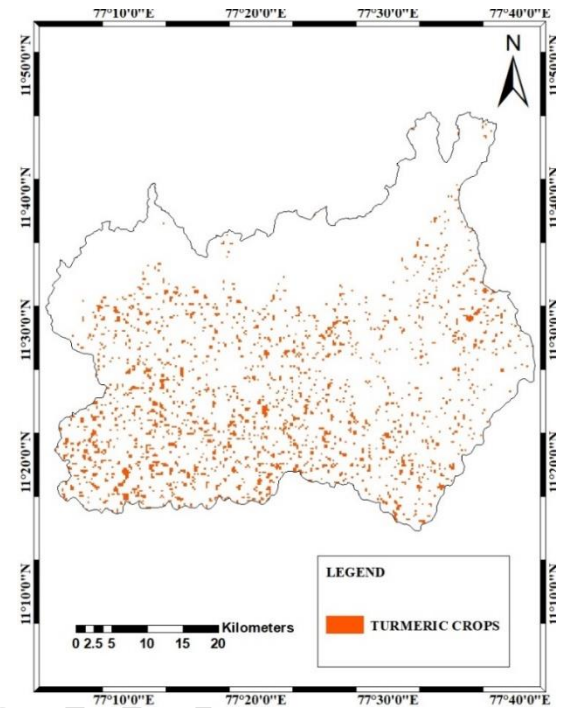 77°10'0"E 77°20'0"E 77°30'0"E 77°40'0"E
N
11°50'0"N 11°50'0"N
11°40'0"N 11°40'0"N
11°30'0"N 11°30'0"N
11°20'0"N 11°20'0"N
11°10'0"N 11°10'0"N
LEGEND
TURMERIC CROPS
Kilometers
0 2.5 5 10 15 20
77°10'0"E 77°20'0"E 77°30'0"E 77°40'0"E